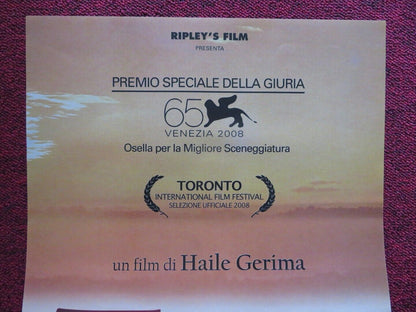 RIPLEY'S FILM
PRESENTA
PREMIO SPECIALE DELLA GIURIA
65
VENEZIA 2008
Osella per la Migliore Sceneggiatura
TORONTO
INTERNATIONAL FILM FESTIVAL
SELEZIONE UFFICIALE 2008
un film di Haile Gerima